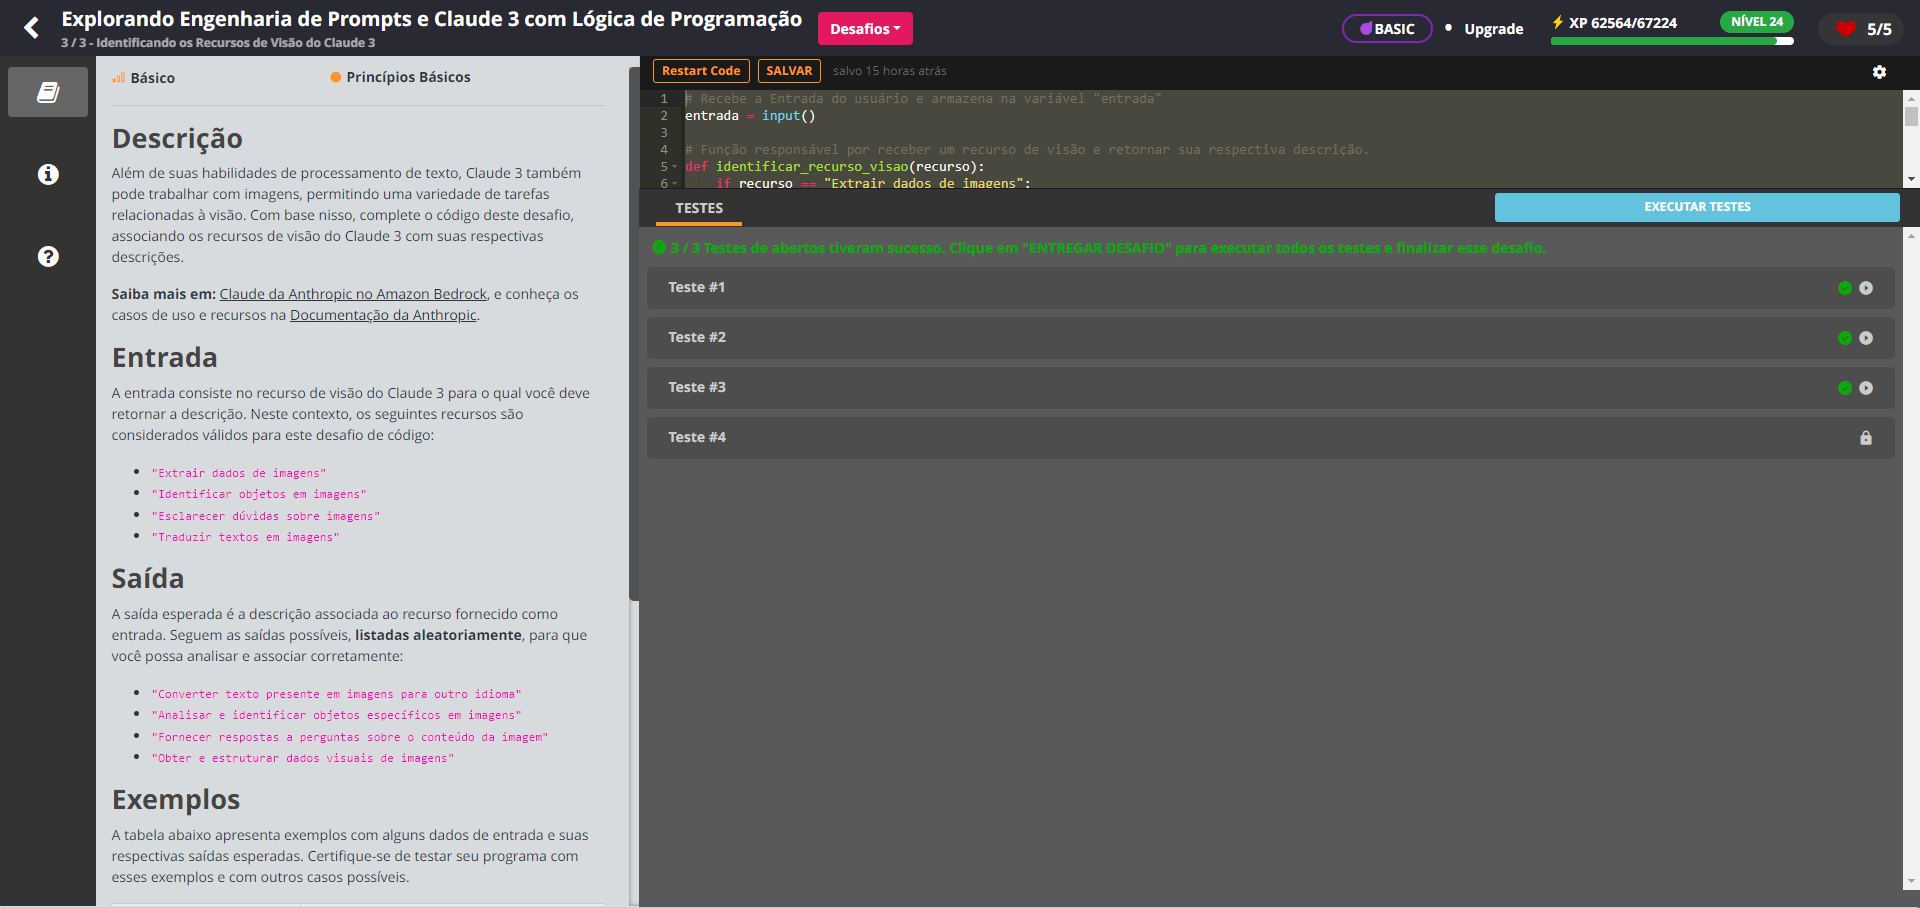 Explorando Engenharia de Prompts e Claude 3 com Lógica de Programação
3 / 3 - Identificando os Recursos de Visão do Claude 3
Desafios
BASIC
Upgrade
XP 62564/67224
NÍVEL 24
5/5
Básico
Princípios Básicos
Descrição
Além de suas habilidades de processamento de texto, Claude 3 também
pode trabalhar com imagens, permitindo uma variedade de tarefas
relacionadas à visão. Com base nisso, complete o código deste desafio,
associando os recursos de visão do Claude 3 com suas respectivas
descrições.
Saiba mais em: Claude da Anthropic no Amazon Bedrock, e conheça os
casos de uso e recursos na Documentação da Anthropic.
Entrada
A entrada consiste no recurso de visão do Claude 3 para o qual você deve
retornar a descrição. Neste contexto, os seguintes recursos são
considerados válidos para este desafio de código:
"Extrair dados de imagens"
"Identificar objetos em imagens"
"Esclarecer dúvidas sobre imagens"
"Traduzir textos em imagens"
Saída
A saída esperada é a descrição associada ao recurso fornecido como
entrada. Seguem as saídas possíveis, listadas aleatoriamente, para que
você possa analisar e associar corretamente:
"Converter texto presente em imagens para outro idioma"
"Analisar e identificar objetos específicos em imagens"
"Fornecer respostas a perguntas sobre o conteúdo da imagem"
"Obter e estruturar dados visuais de imagens"
Exemplos
A tabela abaixo apresenta exemplos com alguns dados de entrada e suas
respectivas saídas esperadas. Certifique-se de testar seu programa com
esses exemplos e com outros casos possíveis.
Restart Code
SALVAR
salvo 15 horas atrás
1 # Recebe a Entrada do usuário e armazena na variável "entrada"
2 entrada = input()
3
4 # Função responsável por receber um recurso de visão e retornar sua respectiva descrição.
5 def identificar_recurso_visao(recurso):
6 if recurso == "Extrair dados de imagens":
TESTES
EXECUTAR TESTES
3 / 3 Testes de abertos tiveram sucesso. Clique em "ENTREGAR DESAFIO" para executar todos os testes e finalizar esse desafio.
Teste #1
Teste #2
Teste #3
Teste #4